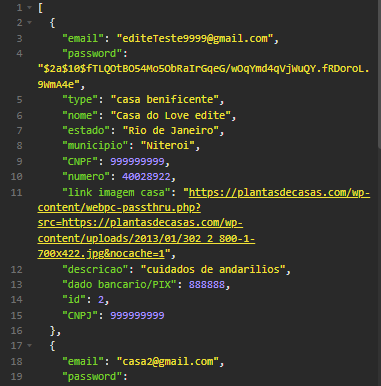 1 [
2 {
3 "email": "editeTeste9999@gmail.com",
4 "password":
"$2a$10$fTLQOtBO54Mo5ObRaIrGqeG/wOqYmd4qVjWuQY.fRDoroL.
9WmA4e",
5 "type": "casa benificente",
6 "nome": "Casa do Love edite",
7 "estado": "Rio de Janeiro",
8 "municipio": "Niteroi",
9 "CNPF": 999999999,
10 "numero": 40028922,
11 "link imagem casa": "https://plantasdecasas.com/wp-
content/webpc-passthru.php?
src=https://plantasdecasas.com/wp-
content/uploads/2013/01/302_2_800-1-
700x422.jpg&nocache=1",
12 "descricao": "cuidados de andarilios",
13 "dado bancario/PIX": 888888,
14 "id": 2,
15 "CNPJ": 999999999
16 },
17 {
18 "email": "casa2@gmail.com",
19 "password":